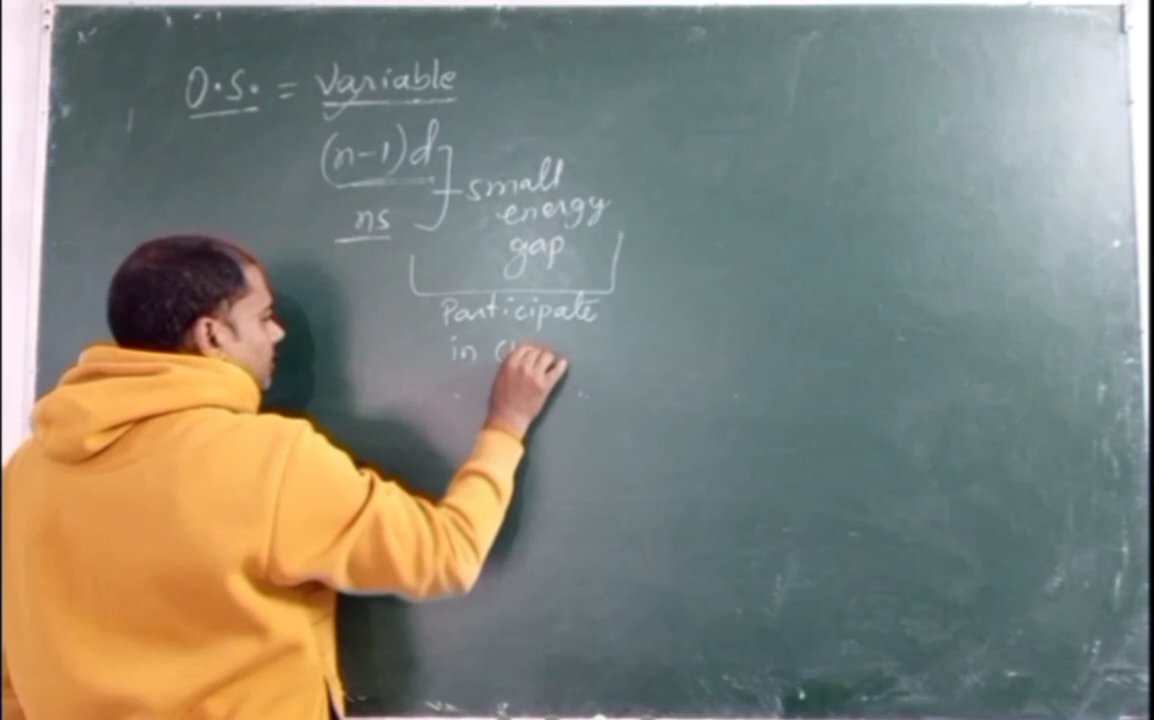 O.S. = Variable
(n-1)d
ns
small
energy
gap
Participate
in